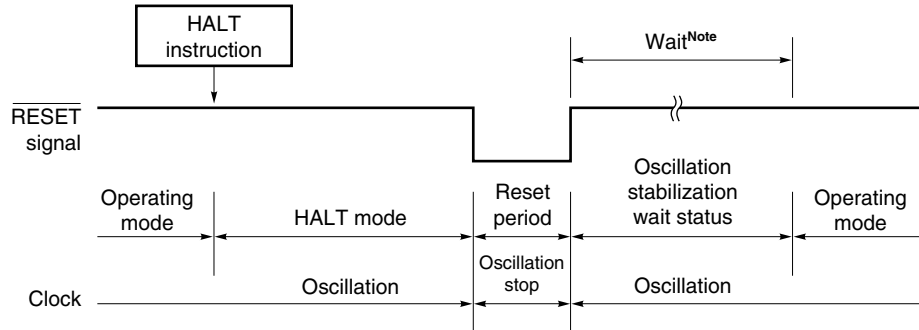 HALT
instruction
Wait^Note
RESET
signal
Operating
mode
HALT mode
Reset
period
Oscillation
stabilization
wait status
Operating
mode
Clock
Oscillation
Oscillation
stop
Oscillation